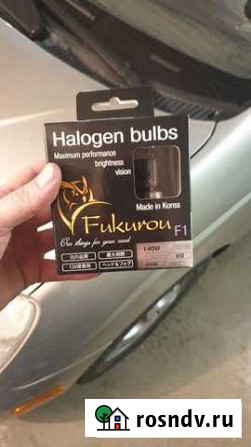 Halogen bulbs
Maximum performance
brightness
vision
Made in Korea
Fukurou F1
Our things for your need
140W
H9
rosndv.ru